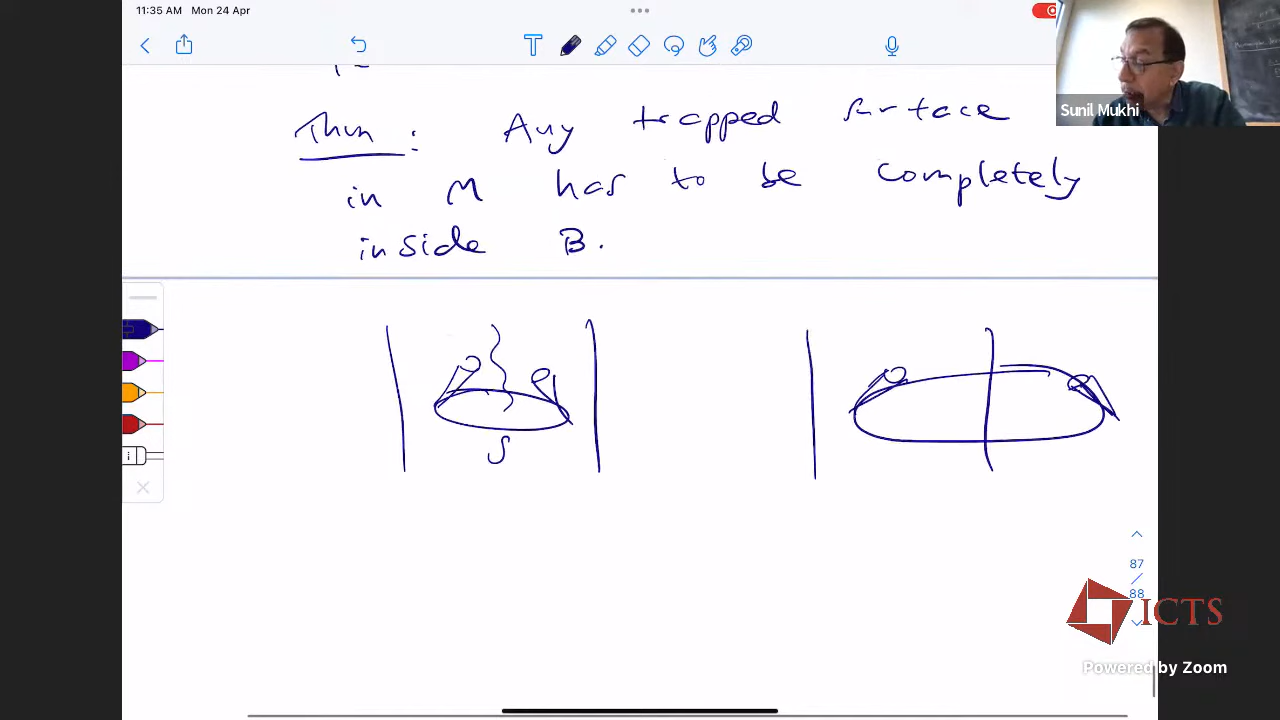 11:35 AM Mon 24 Apr
T
Sunil Mukhi
Thm : Any trapped surface
in M has to be completely
inside B.
S
87
/
88
ICTS
Powered by Zoom